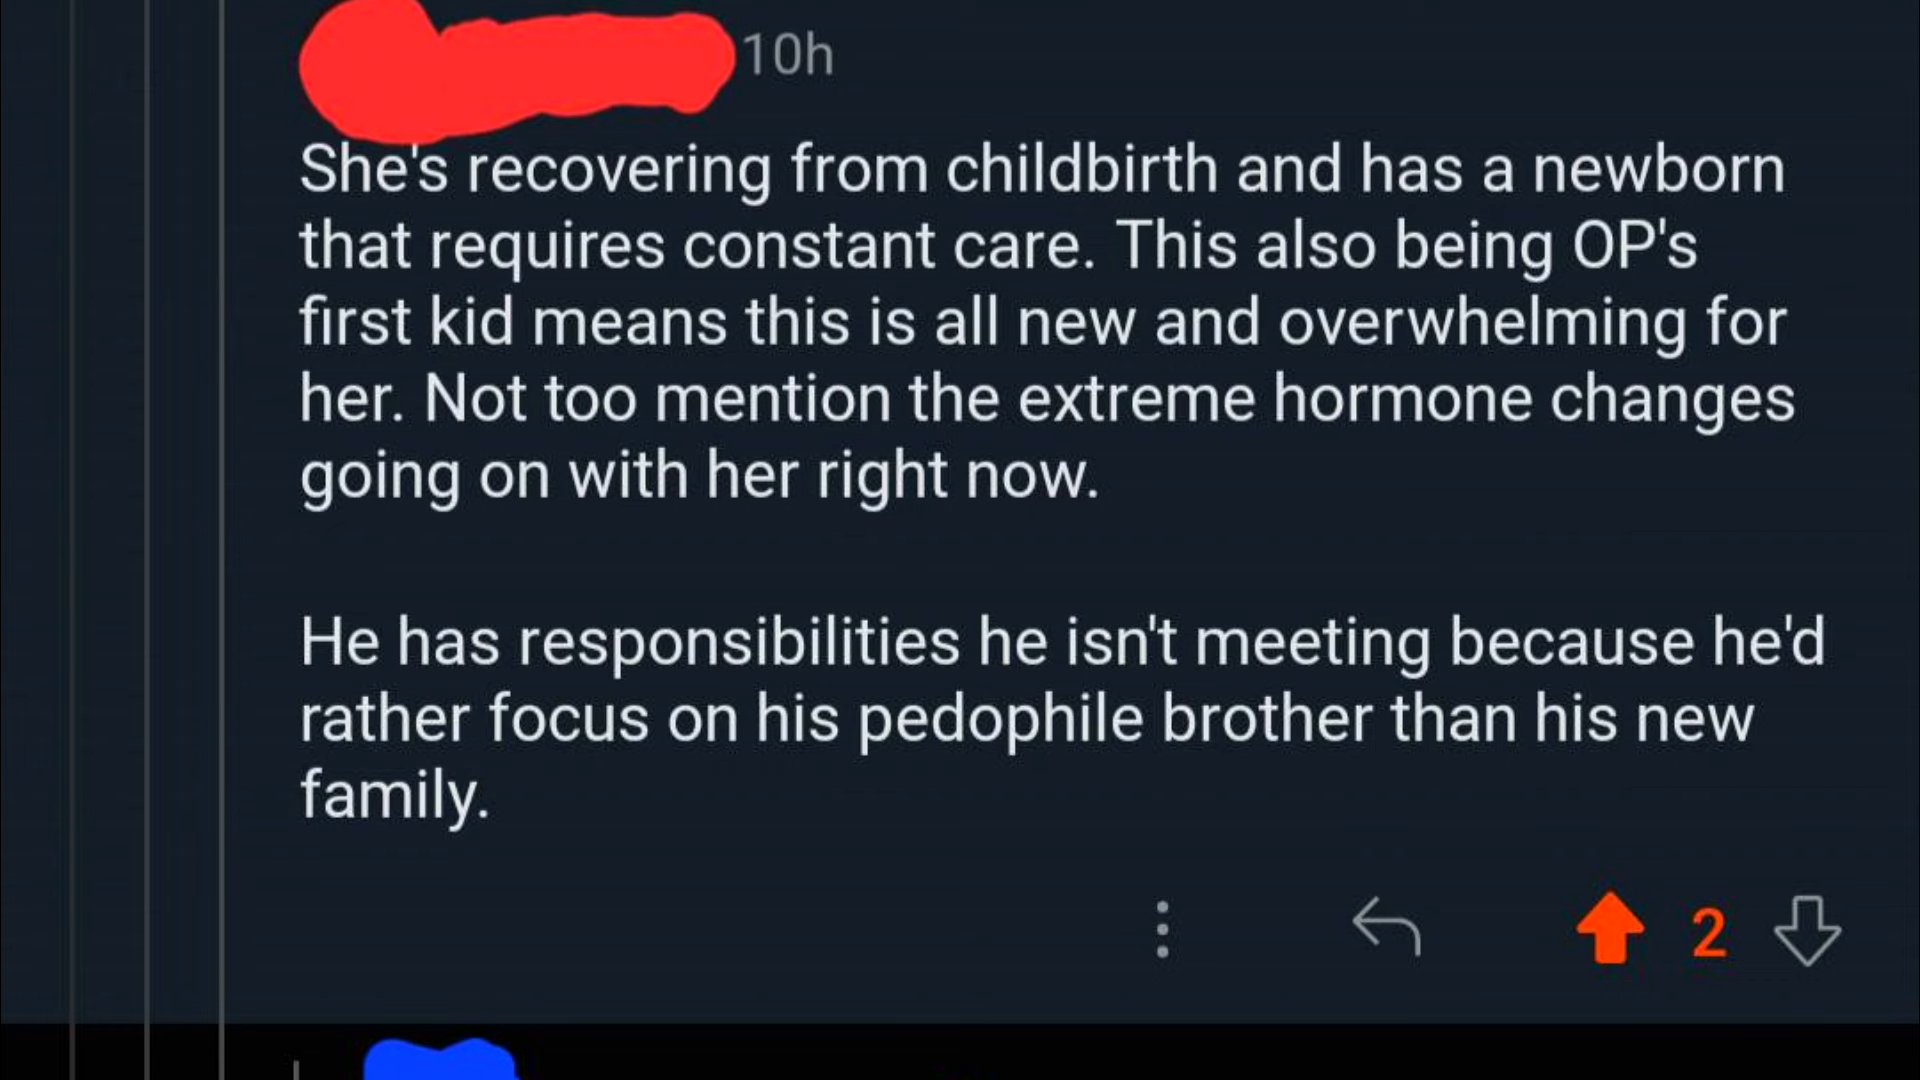 10h
She's recovering from childbirth and has a newborn
that requires constant care. This also being OP's
first kid means this is all new and overwhelming for
her. Not too mention the extreme hormone changes
going on with her right now.
He has responsibilities he isn't meeting because he'd
rather focus on his pedophile brother than his new
family.
2